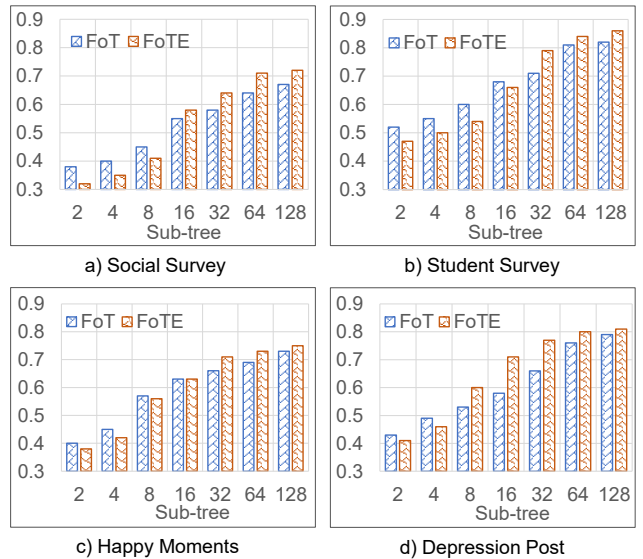 0.9
FoT FoTE
0.8
0.7
0.6
0.5
0.4
0.3
2 4 8 16 32 64 128
Sub-tree
a) Social Survey
0.9
FoT FoTE
0.8
0.7
0.6
0.5
0.4
0.3
2 4 8 16 32 64 128
Sub-tree
b) Student Survey
0.9
FoT FoTE
0.8
0.7
0.6
0.5
0.4
0.3
2 4 8 16 32 64 128
Sub-tree
c) Happy Moments
0.9
FoT FoTE
0.8
0.7
0.6
0.5
0.4
0.3
2 4 8 16 32 64 128
Sub-tree
d) Depression Post